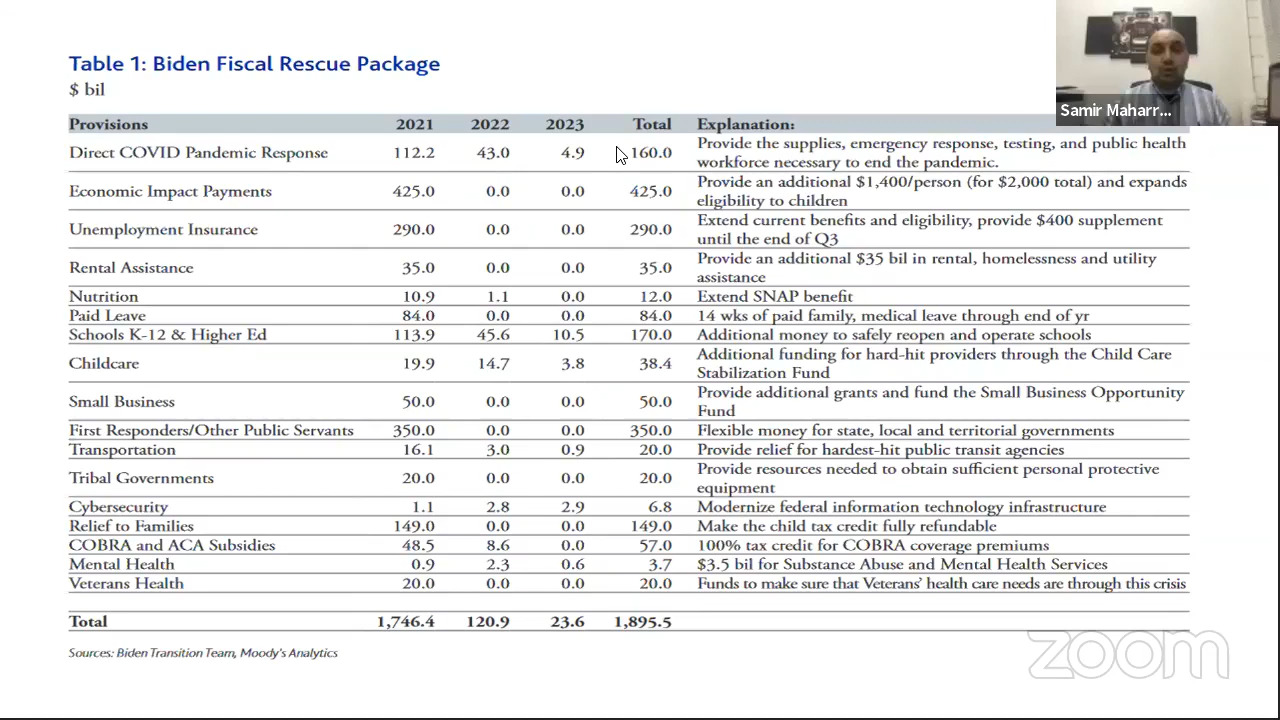 Table 1: Biden Fiscal Rescue Package
$ bil
Samir Maharr...
Provisions 2021 2022 2023 Total Explanation:
Direct COVID Pandemic Response 112.2 43.0 4.9 160.0 Provide the supplies, emergency response, testing, and public health
workforce necessary to end the pandemic.
Economic Impact Payments 425.0 0.0 0.0 425.0 Provide an additional $1,400/person (for $2,000 total) and expands
eligibility to children
Unemployment Insurance 290.0 0.0 0.0 290.0 Extend current benefits and eligibility, provide $400 supplement
until the end of Q3
Rental Assistance 35.0 0.0 0.0 35.0 Provide an additional $35 bil in rental, homelessness and utility
assistance
Nutrition 10.9 1.1 0.0 12.0 Extend SNAP benefit
Paid Leave 84.0 0.0 0.0 84.0 14 wks of paid family, medical leave through end of yr
Schools K-12 & Higher Ed 113.9 45.6 10.5 170.0 Additional money to safely reopen and operate schools
Childcare 19.9 14.7 3.8 38.4 Additional funding for hard-hit providers through the Child Care
Stabilization Fund
Small Business 50.0 0.0 0.0 50.0 Provide additional grants and fund the Small Business Opportunity
Fund
First Responders/Other Public Servants 350.0 0.0 0.0 350.0 Flexible money for state, local and territorial governments
Transportation 16.1 3.0 0.9 20.0 Provide relief for hardest-hit public transit agencies
Tribal Governments 20.0 0.0 0.0 20.0 Provide resources needed to obtain sufficient personal protective
equipment
Cybersecurity 1.1 2.8 2.9 6.8 Modernize federal information technology infrastructure
Relief to Families 149.0 0.0 0.0 149.0 Make the child tax credit fully refundable
COBRA and ACA Subsidies 48.5 8.6 0.0 57.0 100% tax credit for COBRA coverage premiums
Mental Health 0.9 2.3 0.6 3.7 $3.5 bil for Substance Abuse and Mental Health Services
Veterans Health 20.0 0.0 0.0 20.0 Funds to make sure that Veterans' health care needs are through this crisis
Total 1,746.4 120.9 23.6 1,895.5
Sources: Biden Transition Team, Moody's Analytics
zoom